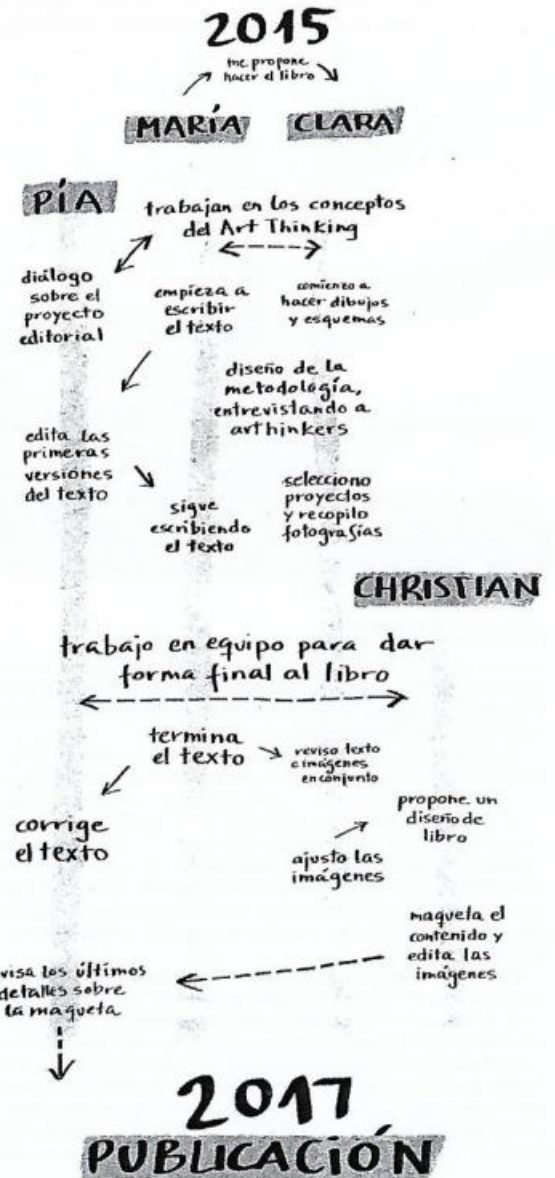 2015
me propone
hacer el libro
MARÍA
CLARA
PÍA
trabajan en los conceptos
del Art Thinking
diálogo
sobre el
proyecto
editorial
empieza a
escribir
el texto
comienzo a
hacer dibujos
y esquemas
diseño de la
metodología,
entrevistando a
arthinkers
edita las
primeras
versiones
del texto
sigue
escribiendo
el texto
selecciono
proyectos
y recopilo
fotografías
CHRISTIAN
trabajo en equipo para dar
forma final al libro
termina
el texto
reviso texto
e imágenes
en conjunto
corrige
el texto
propone un
diseño de
libro
ajusto las
imágenes
maqueta el
contenido y
edita las
imágenes
visa los últimos
detalles sobre
la maqueta
2017
PUBLICACIÓN